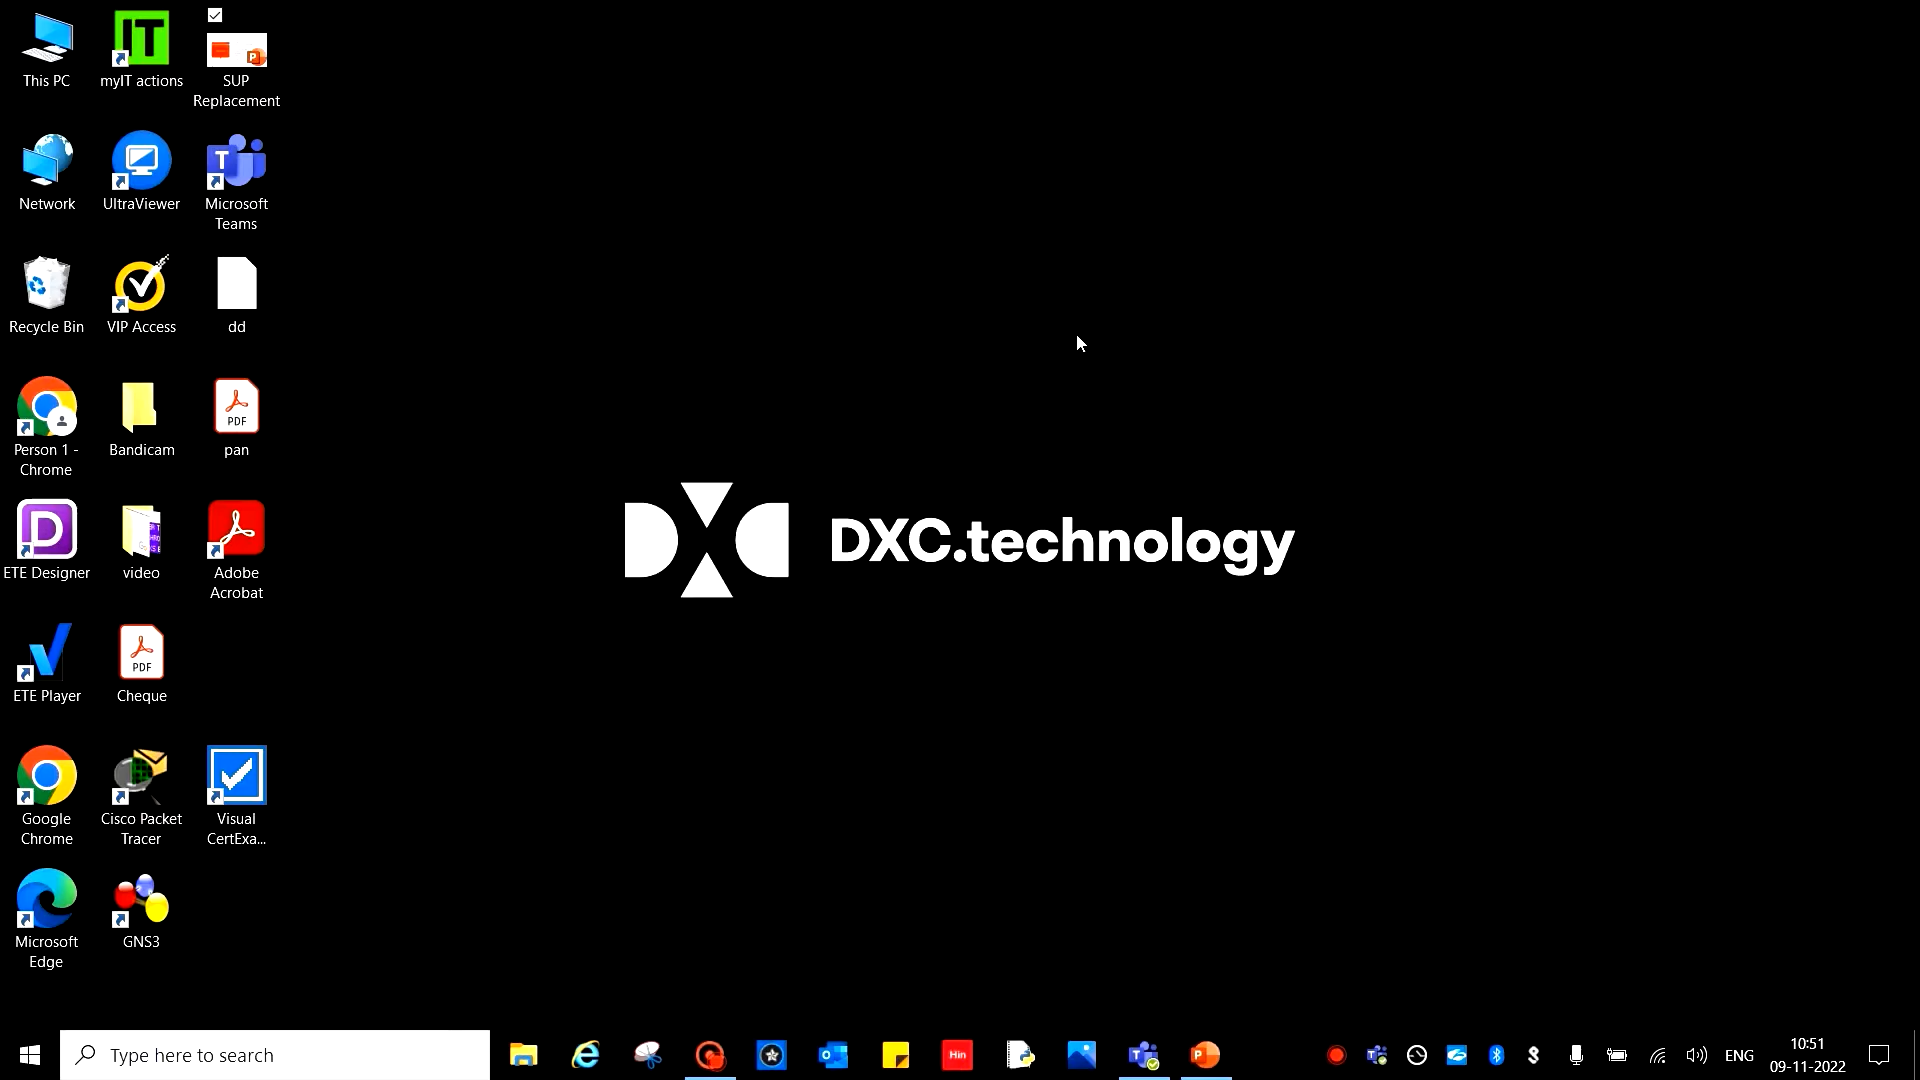 This PC
myIT actions
SUP
Replacement
Network
UltraViewer
Microsoft
Teams
Recycle Bin
VIP Access
dd
Person 1 -
Chrome
Bandicam
PDF
pan
ETE Designer
video
Adobe
Acrobat
ETE Player
PDF
Cheque
Google
Chrome
Cisco Packet
Tracer
Visual
CertExa...
Microsoft
Edge
GNS3
DXC.technology
Type here to search
Hin
ENG
10:51
09-11-2022